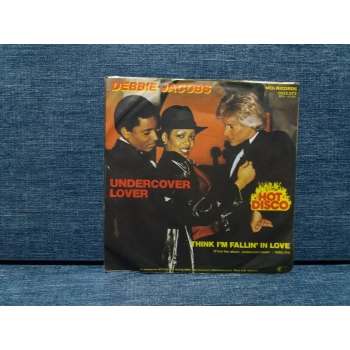 DEBBIE JACOBS
MCA RECORDS
UNDERCOVER
LOVER
HOT
DISCO
THINK I'M FALLIN' IN LOVE